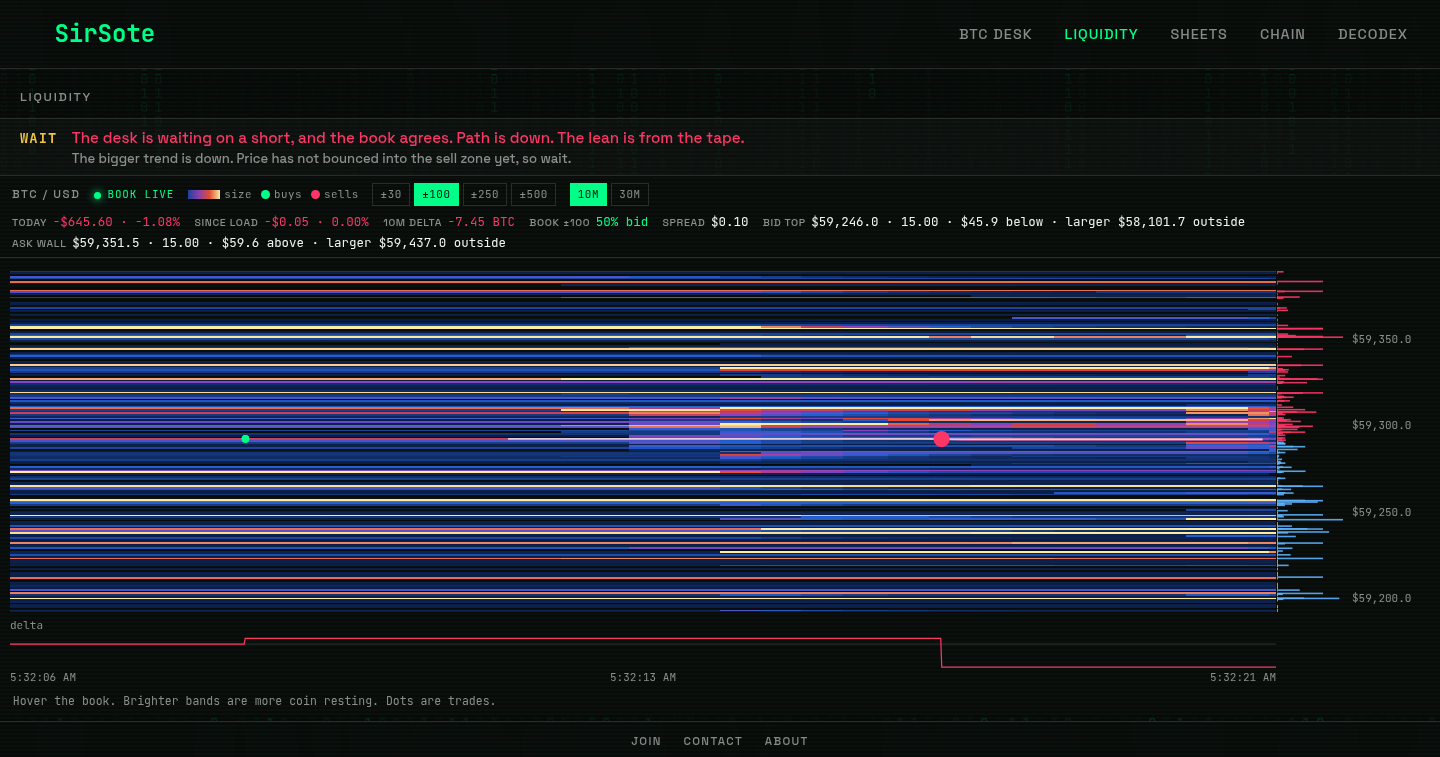 SirSote
BTC DESK LIQUIDITY SHEETS CHAIN DECODEX
LIQUIDITY
WAIT The desk is waiting on a short, and the book agrees. Path is down. The lean is from the tape.
The bigger trend is down. Price has not bounced into the sell zone yet, so wait.
BTC / USD BOOK LIVE size buys sells ±30 ±100 ±250 ±500 10M 30M
TODAY -$645.60 · -1.08% SINCE LOAD -$0.05 · 0.00% 10M DELTA -7.45 BTC BOOK ±100 50% bid SPREAD $0.10 BID TOP $59,246.0 · 15.00 · $45.9 below · larger $58,101.7 outside
ASK WALL $59,351.5 · 15.00 · $59.6 above · larger $59,437.0 outside
$59,350.0
$59,300.0
$59,250.0
$59,200.0
delta
5:32:06 AM 5:32:13 AM 5:32:21 AM
Hover the book. Brighter bands are more coin resting. Dots are trades.
JOIN CONTACT ABOUT